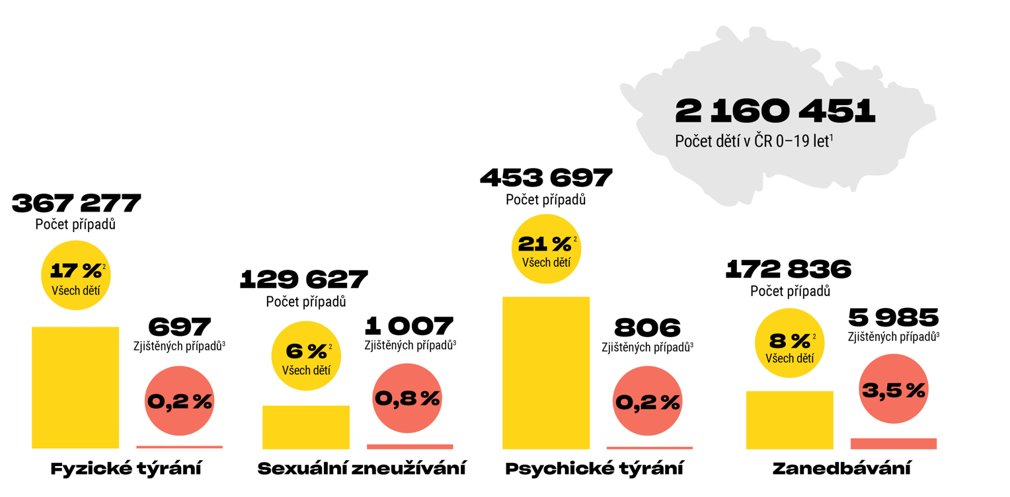 2 160 451
Počet dětí v ČR 0–19 let¹
367 277
Počet případů
17 %²
Všech dětí
697
Zjištěných případů³
0,2 %
Fyzické týrání
129 627
Počet případů
6 %²
Všech dětí
1 007
Zjištěných případů³
0,8 %
Sexuální zneužívání
453 697
Počet případů
21 %²
Všech dětí
806
Zjištěných případů³
0,2 %
Psychické týrání
172 836
Počet případů
8 %²
Všech dětí
5 985
Zjištěných případů³
3,5 %
Zanedbávání